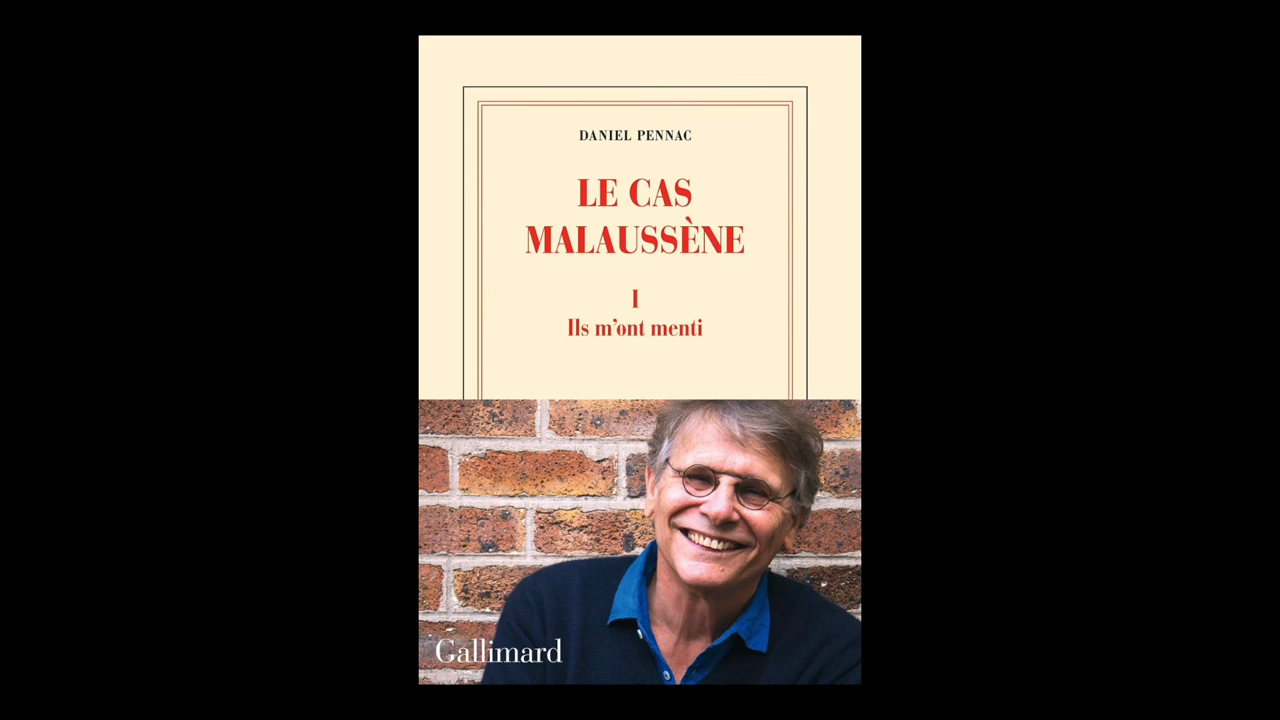 DANIEL PENNAC
LE CAS
MALAUSSÈNE
I
Ils m'ont menti
Gallimard